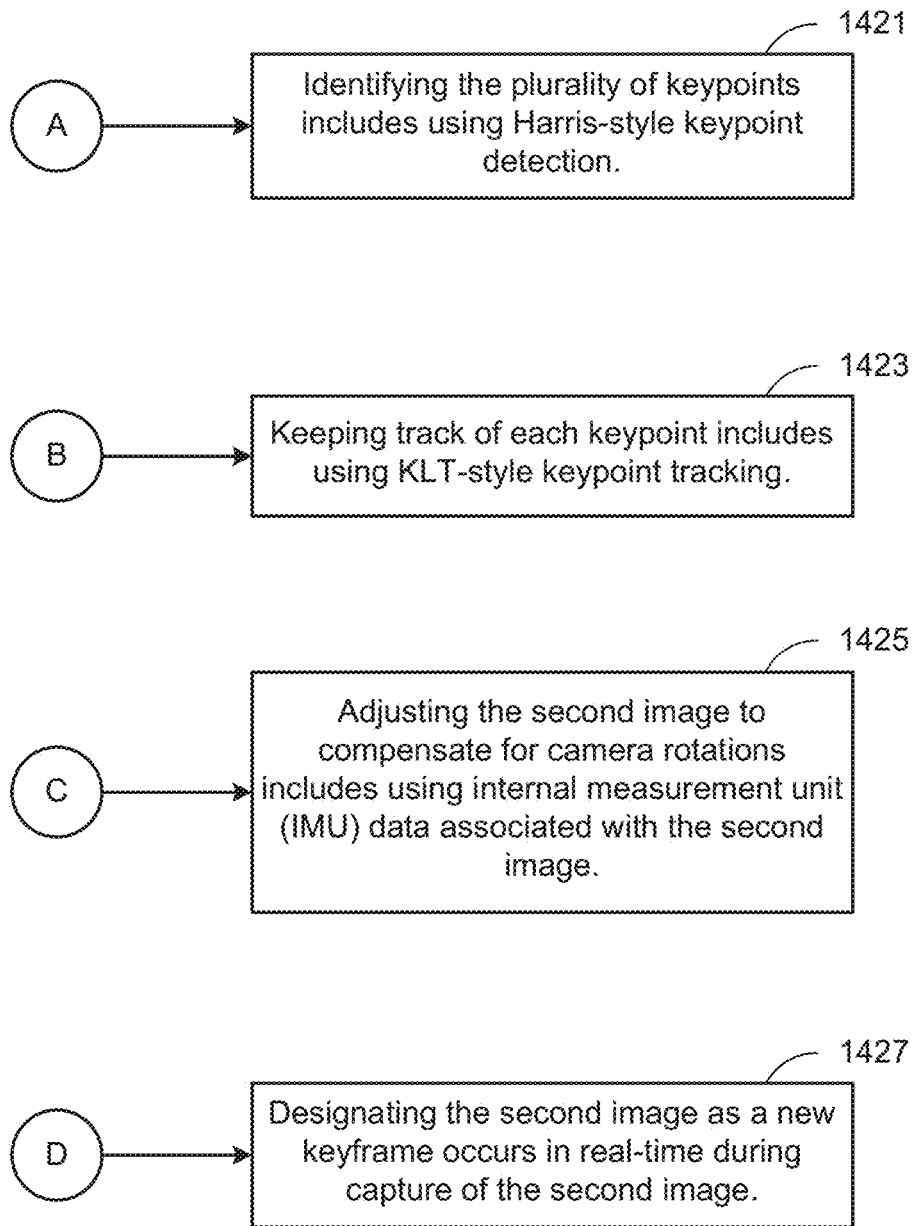 1421
Identifying the plurality of keypoints
includes using Harris-style keypoint
detection.
A
1423
Keeping track of each keypoint includes
using KLT-style keypoint tracking.
B
1425
Adjusting the second image to
compensate for camera rotations
includes using internal measurement unit
(IMU) data associated with the second
image.
C
1427
Designating the second image as a new
keyframe occurs in real-time during
capture of the second image.
D